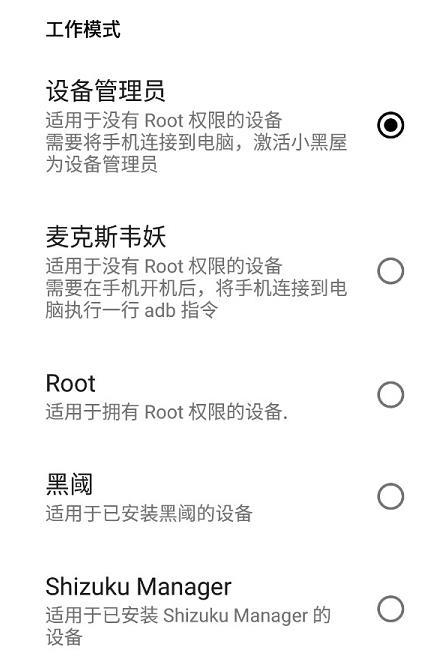 工作模式
设备管理员
适用于没有 Root 权限的设备
需要将手机连接到电脑，激活小黑屋
为设备管理员
麦克斯韦妖
适用于没有 Root 权限的设备
需要在手机开机后，将手机连接到电
脑执行一行 adb 指令
Root
适用于拥有 Root 权限的设备.
黑阈
适用于已安装黑阈的设备
Shizuku Manager
适用于已安装 Shizuku Manager 的
设备